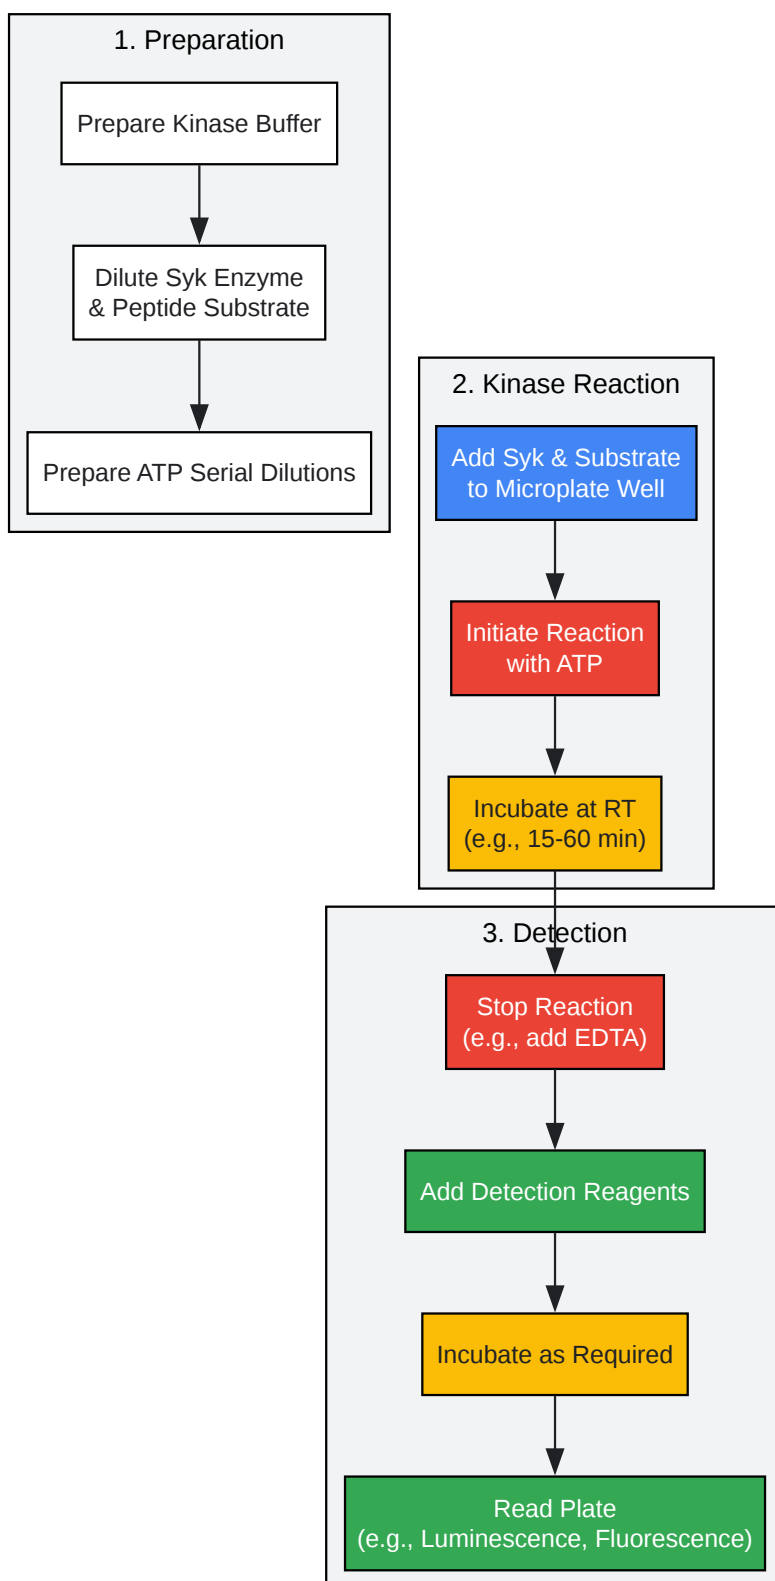 1. Preparation
Prepare Kinase Buffer
Dilute Syk Enzyme
& Peptide Substrate
Prepare ATP Serial Dilutions
2. Kinase Reaction
Add Syk & Substrate
to Microplate Well
Initiate Reaction
with ATP
Incubate at RT
(e.g., 15-60 min)
3. Detection
Stop Reaction
(e.g., add EDTA)
Add Detection Reagents
Incubate as Required
Read Plate
(e.g., Luminescence, Fluorescence)